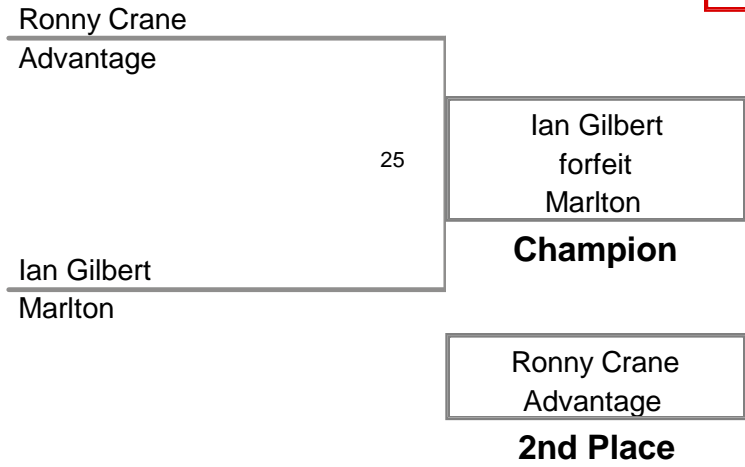 Ronny Crane
Advantage
25
Ian Gilbert
forfeit
Marlton
Champion
Ian Gilbert
Marlton
Ronny Crane
Advantage
2nd Place